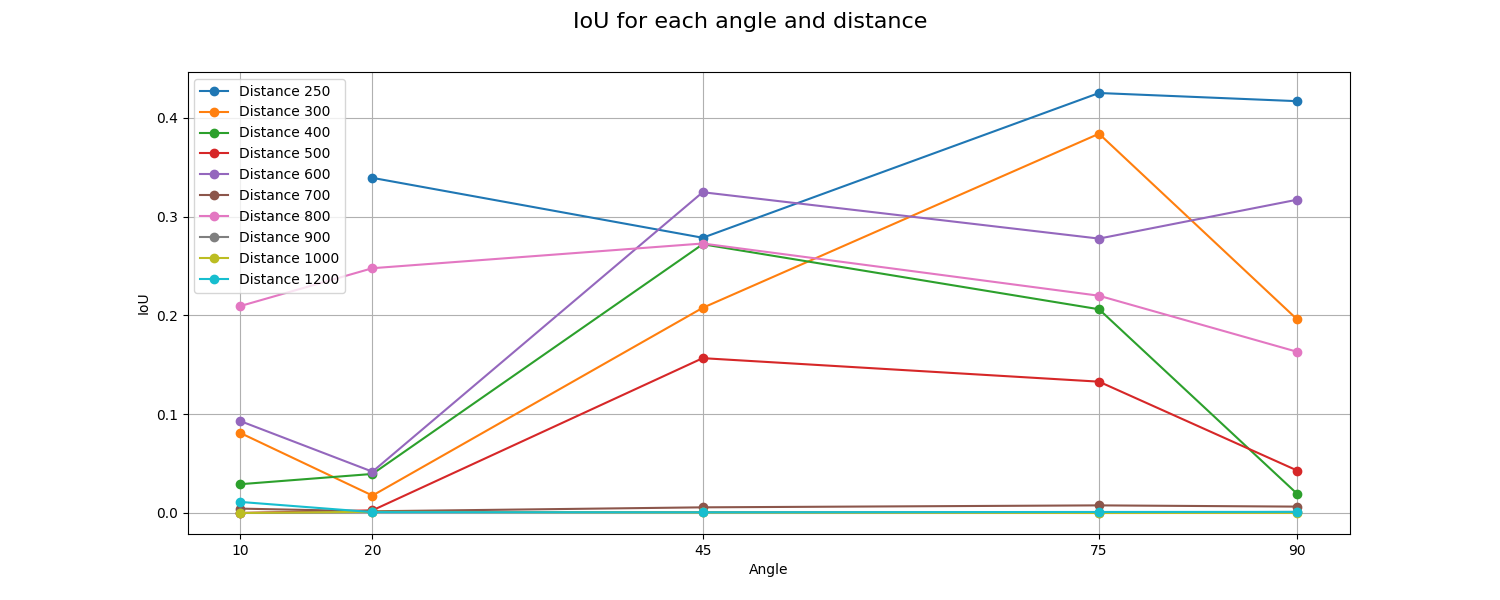 IoU for each angle and distance
Distance 250
Distance 300
Distance 400
Distance 500
Distance 600
Distance 700
Distance 800
Distance 900
Distance 1000
Distance 1200
0.4
0.3
0.2
0.1
0.0
IoU
10 20 45 75 90
Angle